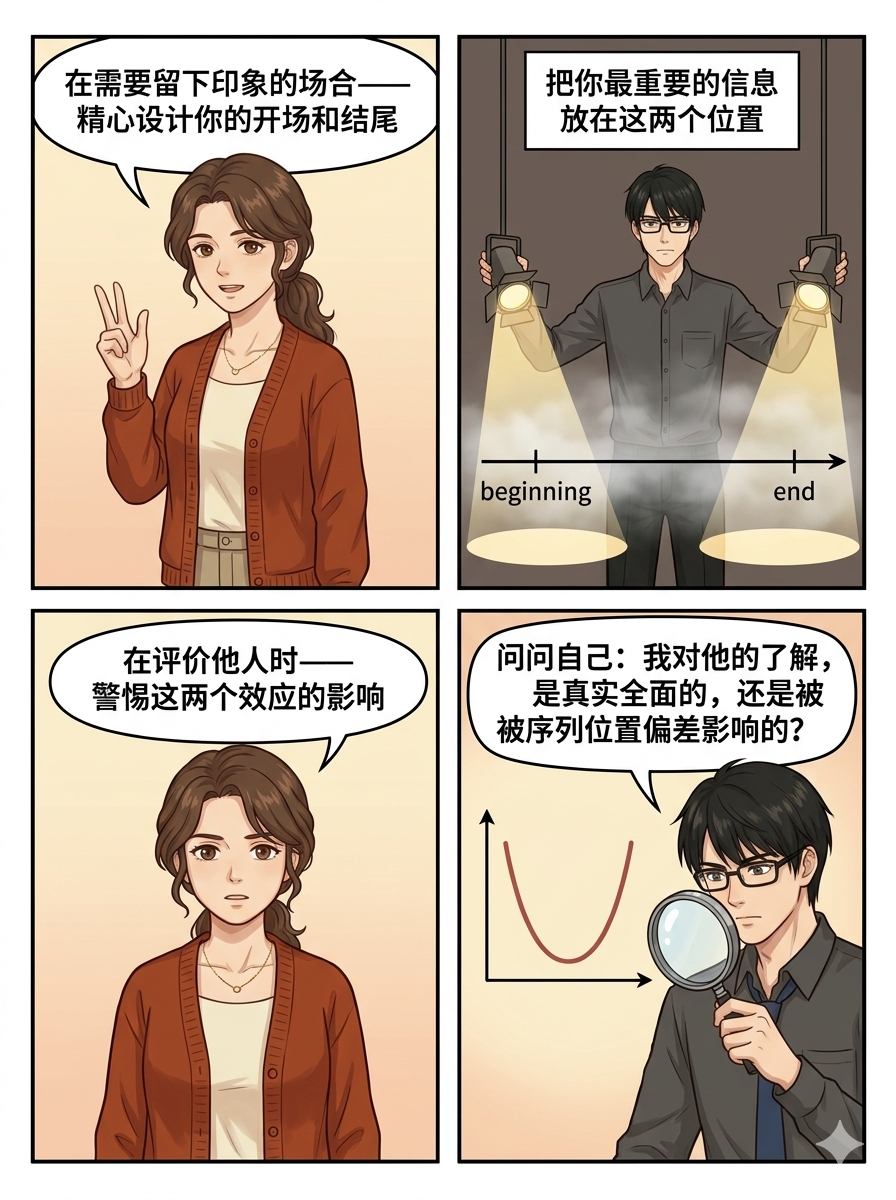 在需要留下印象的场合——
精心设计你的开场和结尾
把你最重要的信息
放在这两个位置
beginning
end
在评价他人时——
警惕这两个效应的影响
问问自己：我对他的了解，
是真实全面的，还是被
被序列位置偏差影响的？